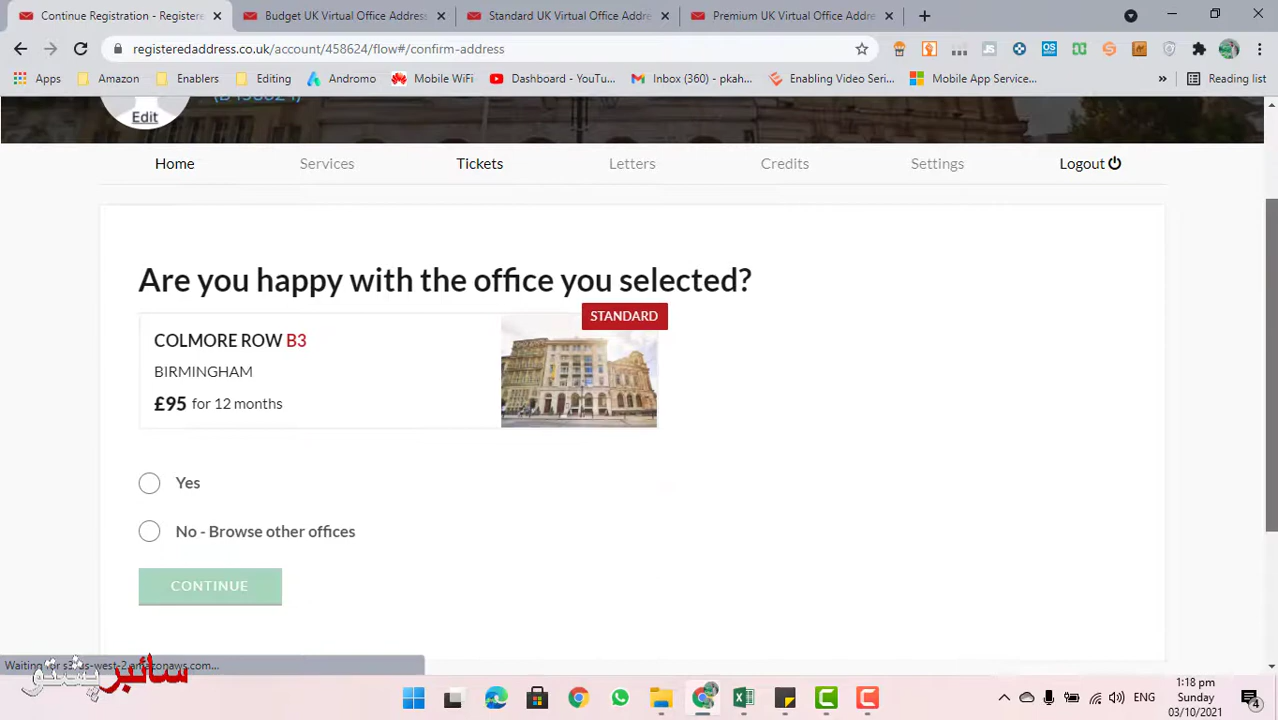 Continue Registration - Registere
Budget UK Virtual Office Address
Standard UK Virtual Office Addre
Premium UK Virtual Office Addre
registeredaddress.co.uk/account/458624/flow#/confirm-address
Apps
Amazon
Enablers
Editing
Andromo
Mobile WiFi
Dashboard - YouTu...
Inbox (360) - pkah...
Enabling Video Seri...
Mobile App Service...
»
Reading list
Edit
Home
Services
Tickets
Letters
Credits
Settings
Logout
Are you happy with the office you selected?
STANDARD
COLMORE ROW B3
BIRMINGHAM
£95 for 12 months
Yes
No - Browse other offices
CONTINUE
سائبر پښتو
ENG
1:18 pm
Sunday
03/10/2021
4